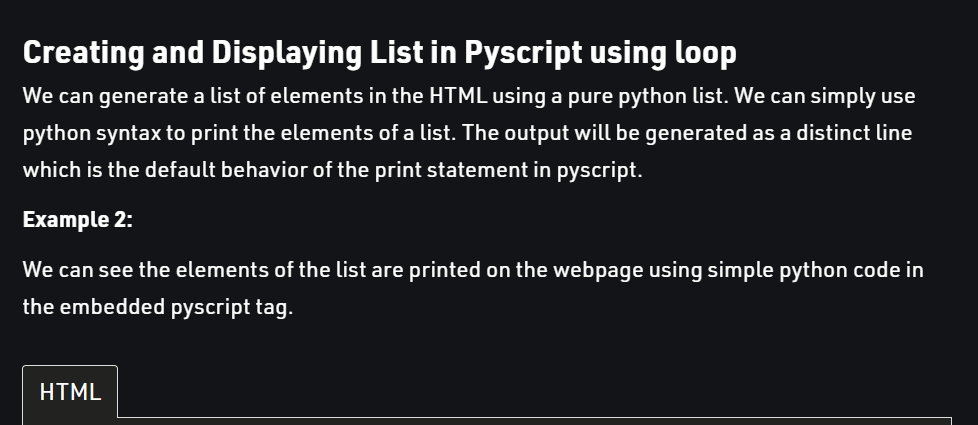 Creating and Displaying List in Pyscript using loop
We can generate a list of elements in the HTML using a pure python list. We can simply use
python syntax to print the elements of a list. The output will be generated as a distinct line
which is the default behavior of the print statement in pyscript.
Example 2:
We can see the elements of the list are printed on the webpage using simple python code in
the embedded pyscript tag.
HTML